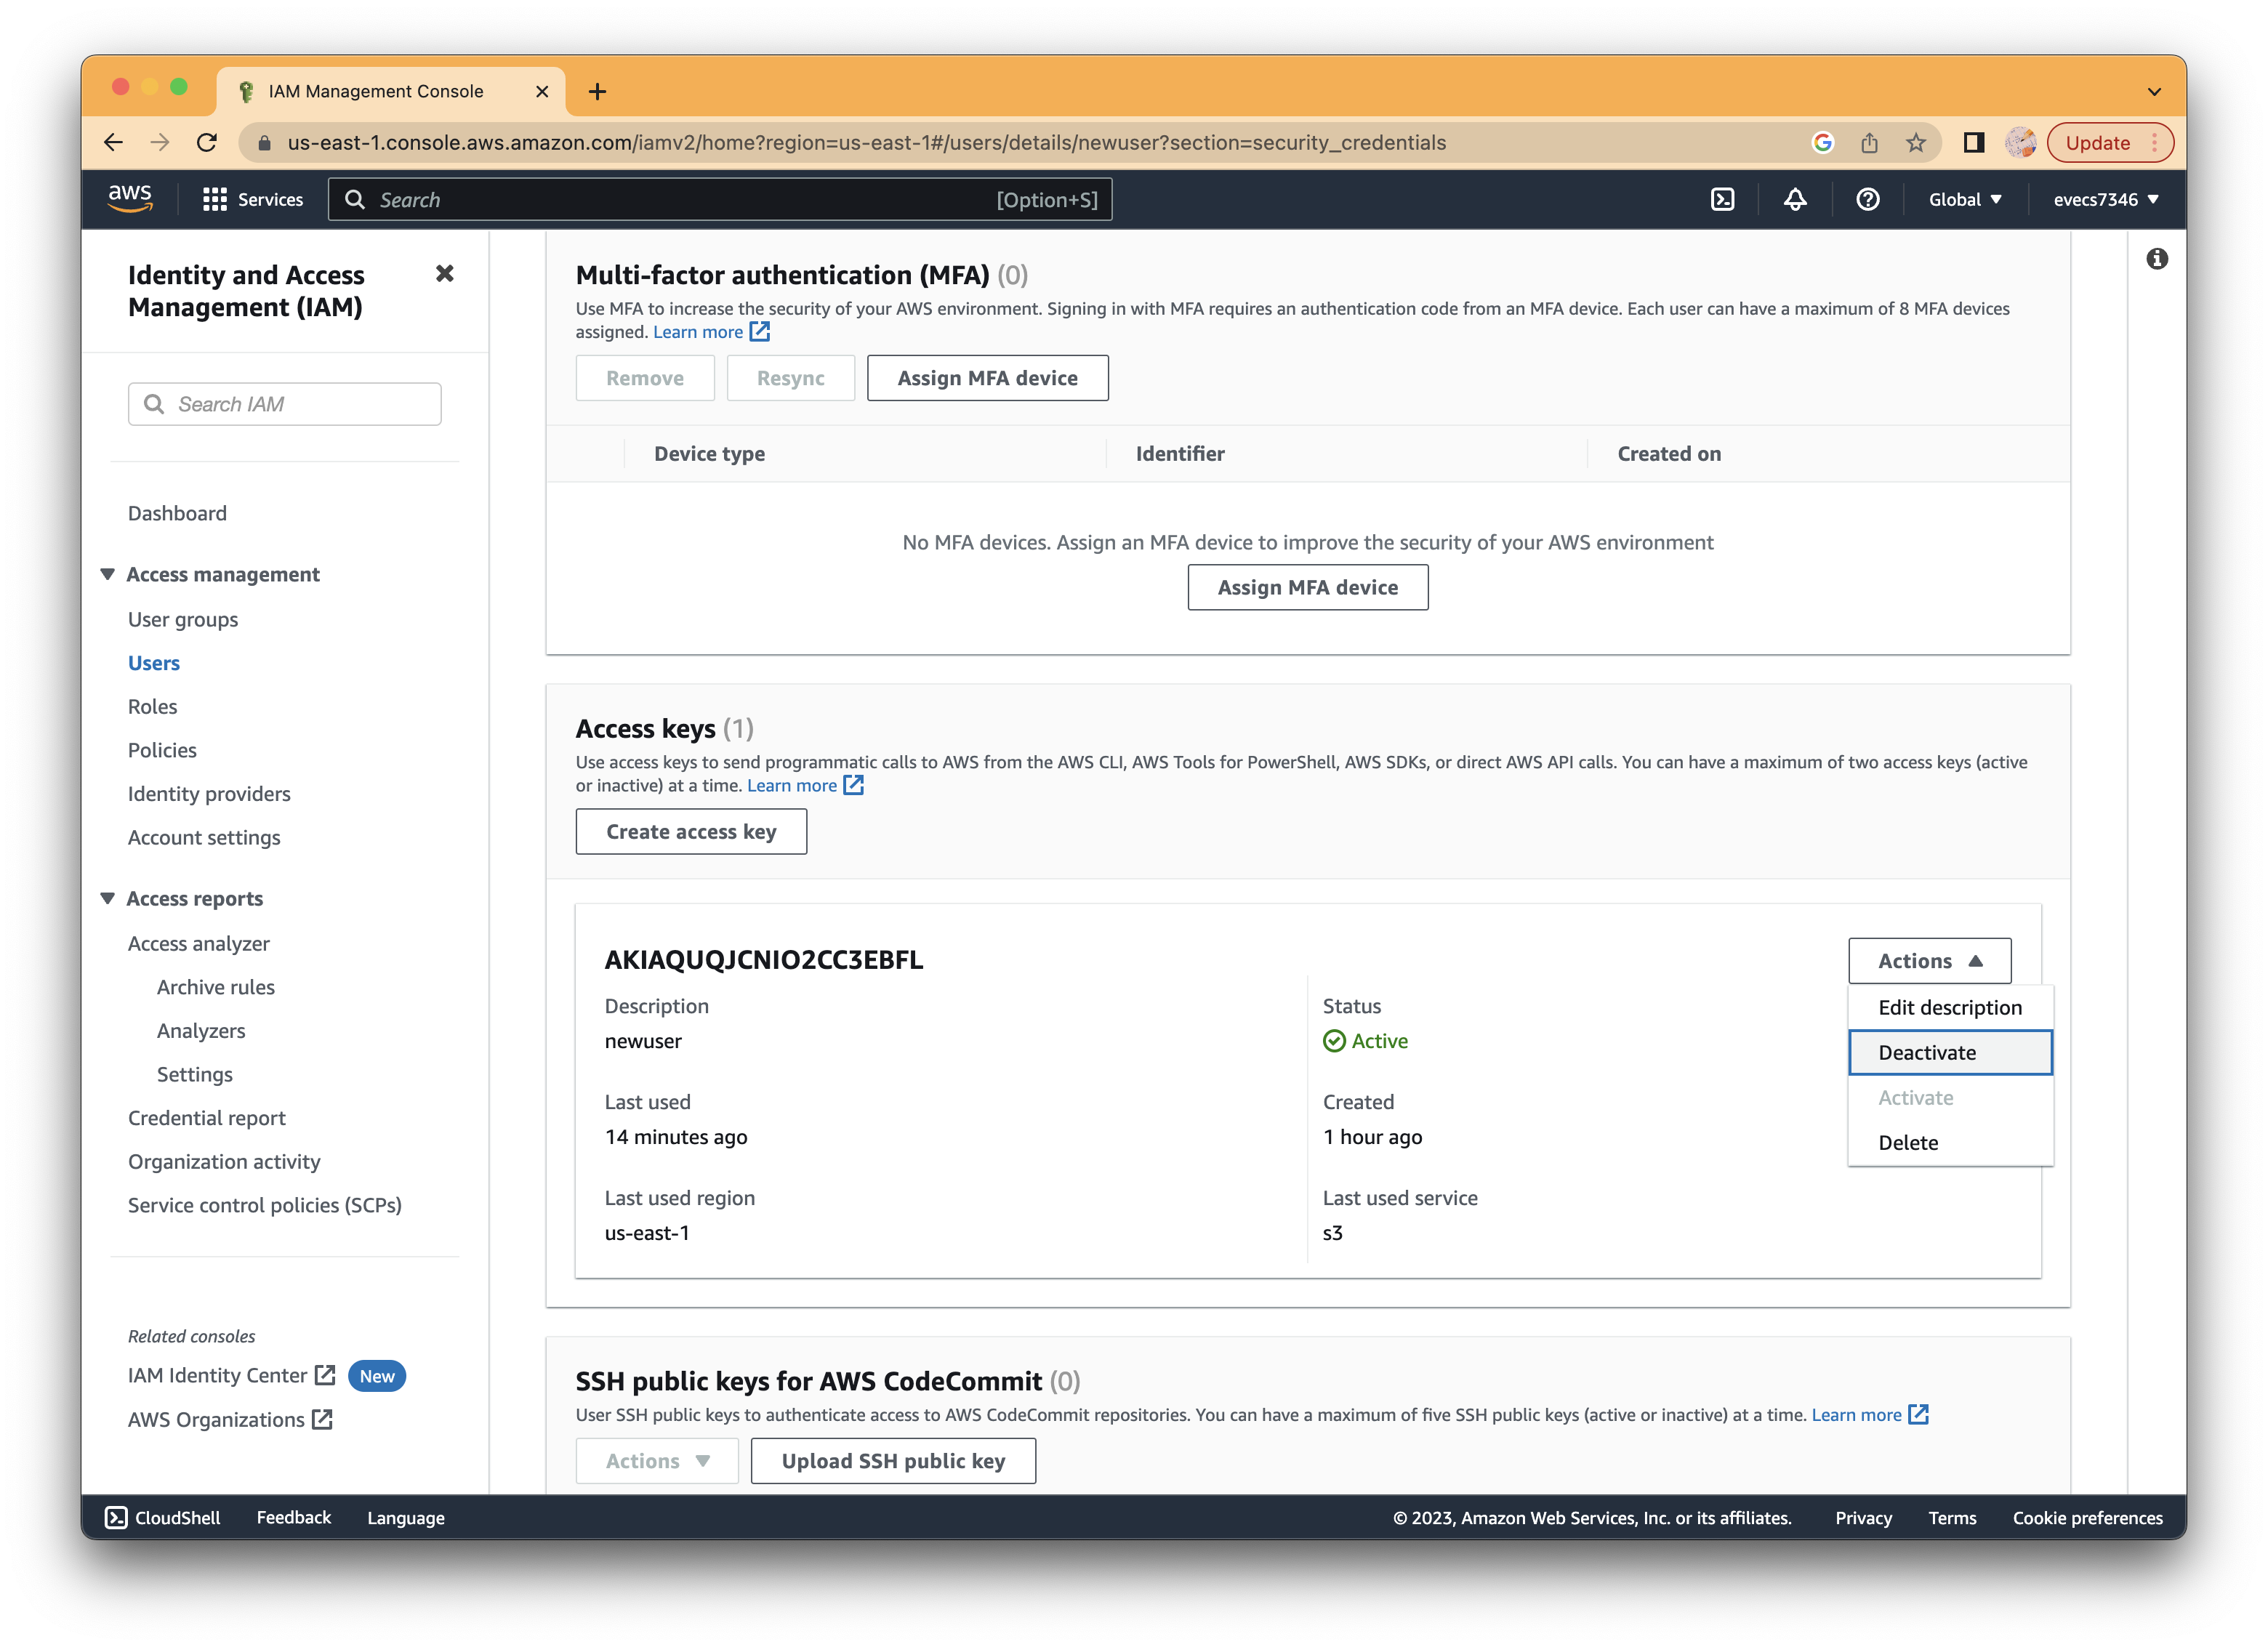 IAM Management Console
us-east-1.console.aws.amazon.com/iamv2/home?region=us-east-1#/users/details/newuser?section=security_credentials
Update
aws
Services
Search
[Option+S]
Global
evecs7346
Identity and Access
Management (IAM)
Search IAM
Dashboard
Access management
User groups
Users
Roles
Policies
Identity providers
Account settings
Access reports
Access analyzer
Archive rules
Analyzers
Settings
Credential report
Organization activity
Service control policies (SCPs)
Related consoles
IAM Identity Center New
AWS Organizations
Multi-factor authentication (MFA) (0)
Use MFA to increase the security of your AWS environment. Signing in with MFA requires an authentication code from an MFA device. Each user can have a maximum of 8 MFA devices
assigned. Learn more
Remove
Resync
Assign MFA device
Device type
Identifier
Created on
No MFA devices. Assign an MFA device to improve the security of your AWS environment
Assign MFA device
Access keys (1)
Use access keys to send programmatic calls to AWS from the AWS CLI, AWS Tools for PowerShell, AWS SDKs, or direct AWS API calls. You can have a maximum of two access keys (active
or inactive) at a time. Learn more
Create access key
AKIAQUQJCNIO2CC3EBFL
Actions
Edit description
Deactivate
Activate
Delete
Description
newuser
Status
Active
Last used
14 minutes ago
Created
1 hour ago
Last used region
us-east-1
Last used service
s3
SSH public keys for AWS CodeCommit (0)
User SSH public keys to authenticate access to AWS CodeCommit repositories. You can have a maximum of five SSH public keys (active or inactive) at a time. Learn more
Actions
Upload SSH public key
CloudShell
Feedback
Language
© 2023, Amazon Web Services, Inc. or its affiliates.
Privacy
Terms
Cookie preferences